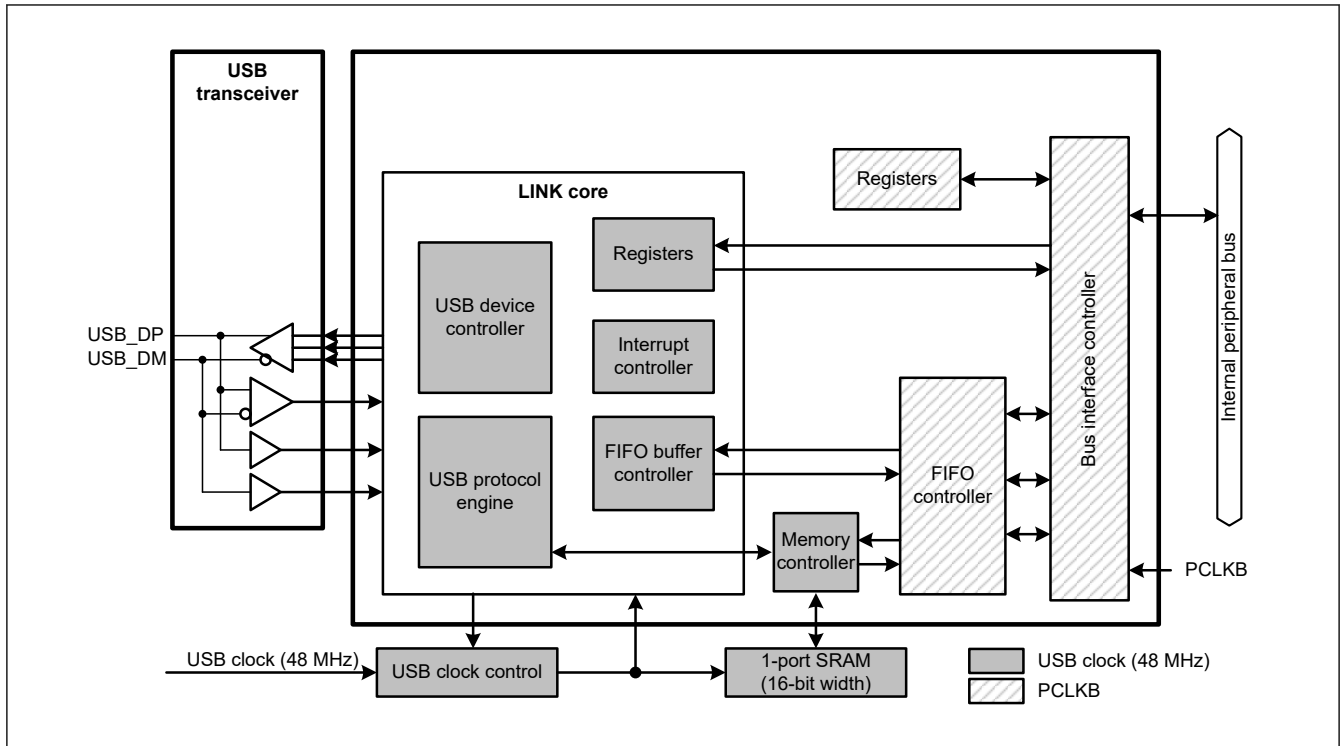 USB
transceiver
LINK core
Registers
Registers
USB device
controller
Interrupt
controller
USB_DP
USB_DM
FIFO buffer
controller
USB protocol
engine
FIFO
controller
Memory
controller
Bus interface controller
Internal peripheral bus
PCLKB
USB clock (48 MHz)
USB clock control
1-port SRAM
(16-bit width)
USB clock (48 MHz)
PCLKB